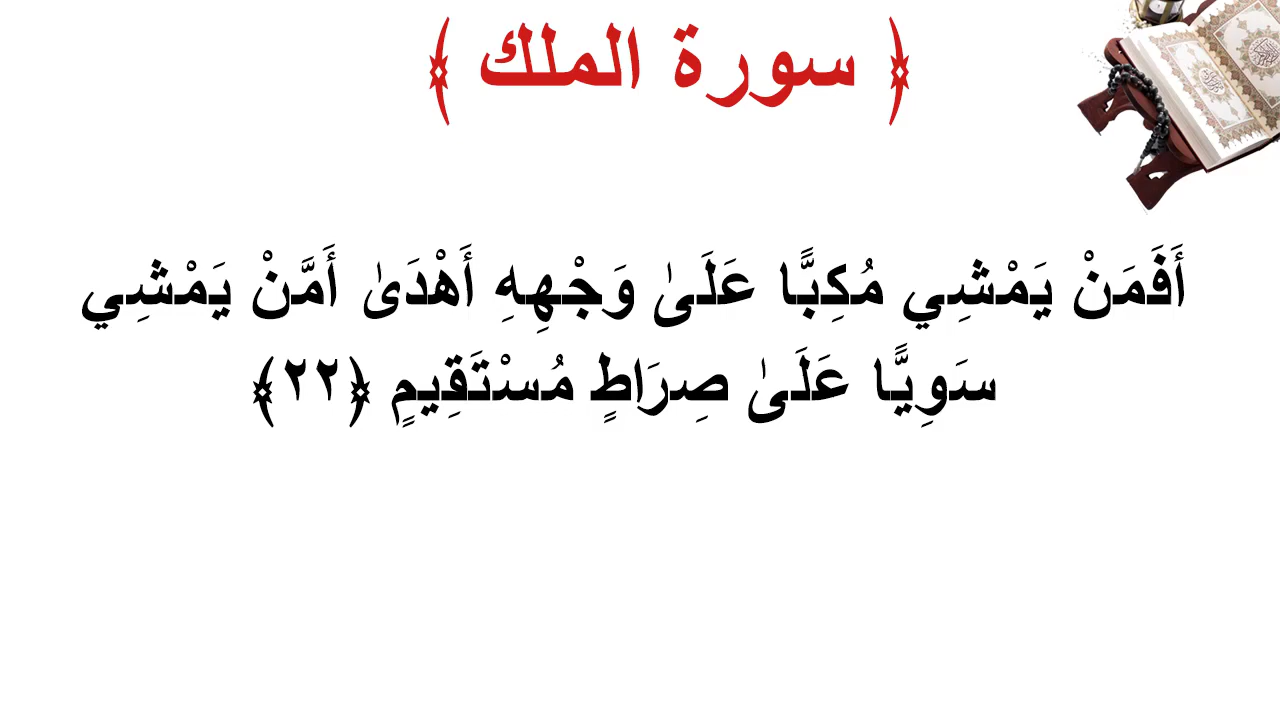 ﴿ سورة الملك ﴾
أَفَمَنْ يَمْشِي مُكِبًّا عَلَىٰ وَجْهِهِ أَهْدَىٰ أَمَّنْ يَمْشِي
سَوِيًّا عَلَىٰ صِرَاطٍ مُسْتَقِيمٍ ﴿٢٢﴾